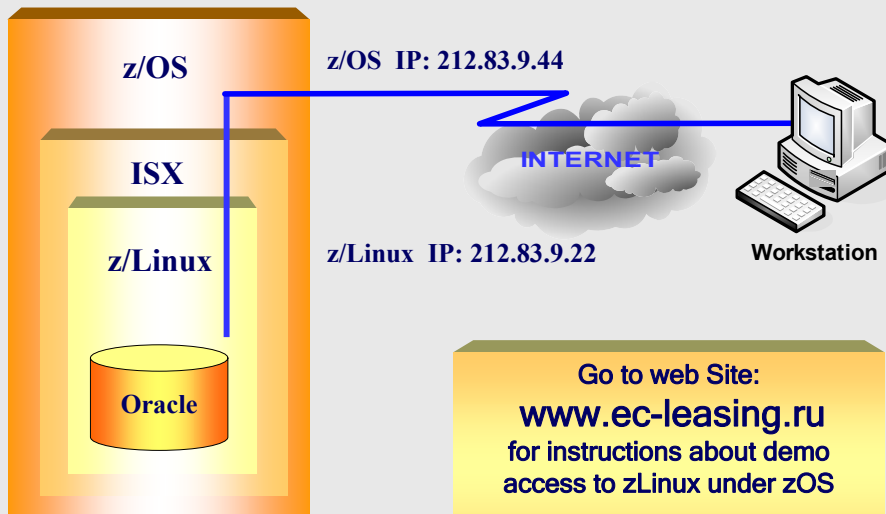 z/OS
z/OS IP: 212.83.9.44
ISX
INTERNET
z/Linux
z/Linux IP: 212.83.9.22
Workstation
Oracle
Go to web Site:
www.ec-leasing.ru
for instructions about demo
access to zLinux under zOS